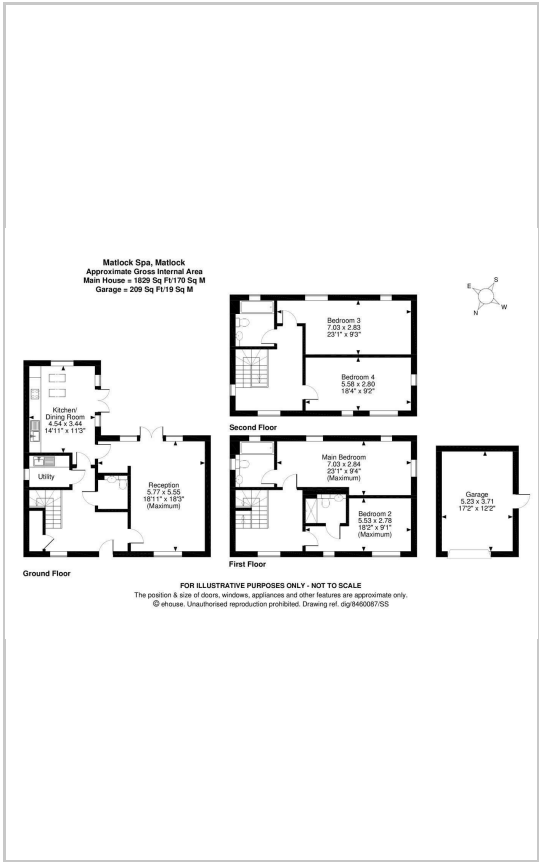 Matlock Spa, Matlock
Approximate Gross Internal Area
Main House = 1829 Sq Ft/170 Sq M
Garage = 209 Sq Ft/19 Sq M
S
E
W
N
Bedroom 3
7.03 x 2.83
23'1" x 9'3"
Bedroom 4
5.58 x 2.80
18'4" x 9'2"
Second Floor
Kitchen/
Dining Room
4.54 x 3.44
14'11" x 11'3"
Utility
Reception
5.77 x 5.55
18'11" x 18'3"
(Maximum)
Ground Floor
Main Bedroom
7.03 x 2.84
23'1" x 9'4"
(Maximum)
Bedroom 2
5.53 x 2.78
18'2" x 9'1"
(Maximum)
First Floor
Garage
5.23 x 3.71
17'2" x 12'2"
FOR ILLUSTRATIVE PURPOSES ONLY - NOT TO SCALE
The position & size of doors, windows, appliances and other features are approximate only.
© ehouse. Unauthorised reproduction prohibited. Drawing ref. dig/8460087/SS